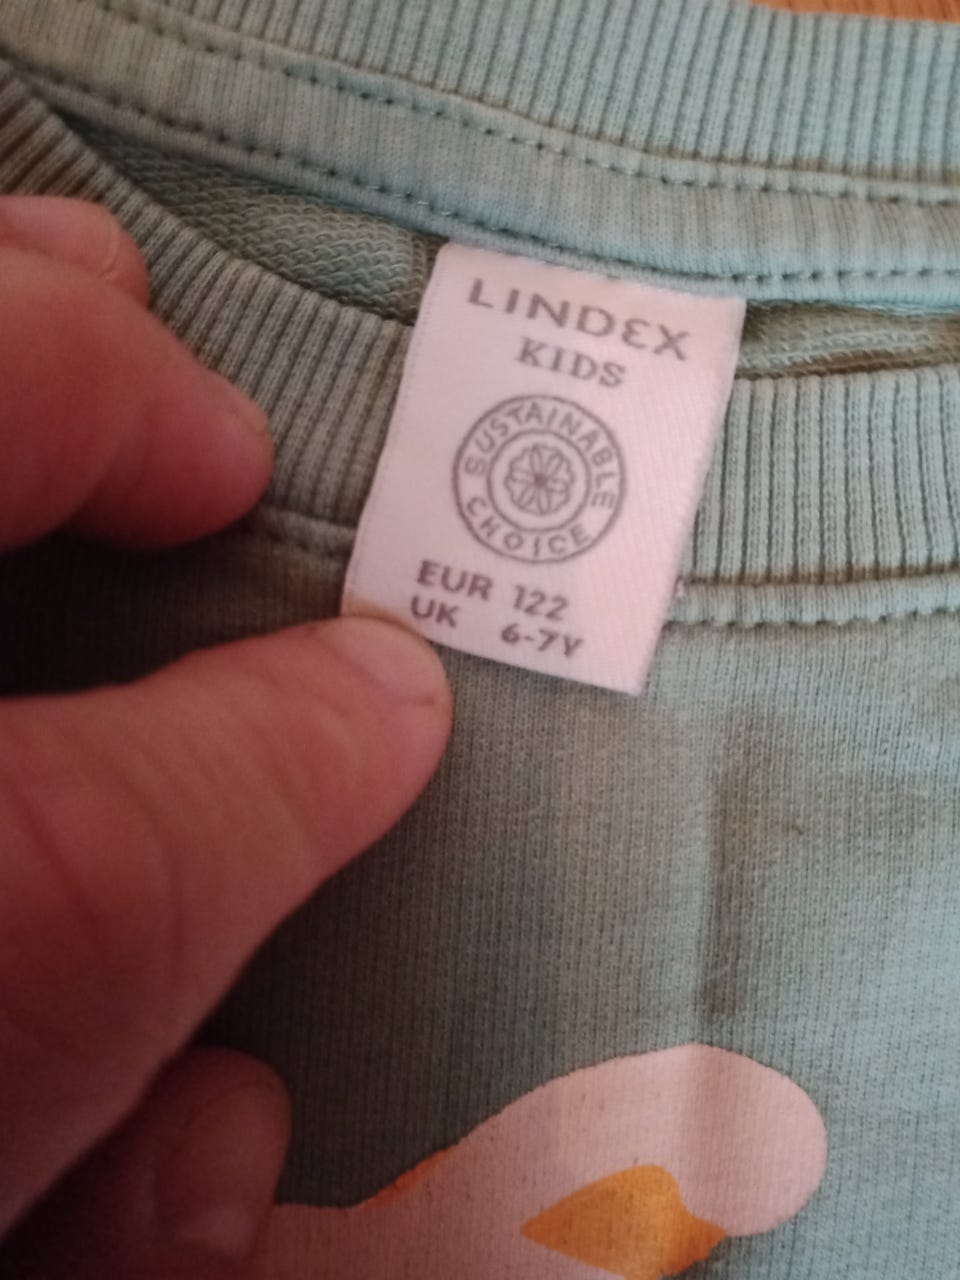 LINDEX
KIDS
SUSTAINABLE
CHOICE
EUR 122
UK 6-7Y